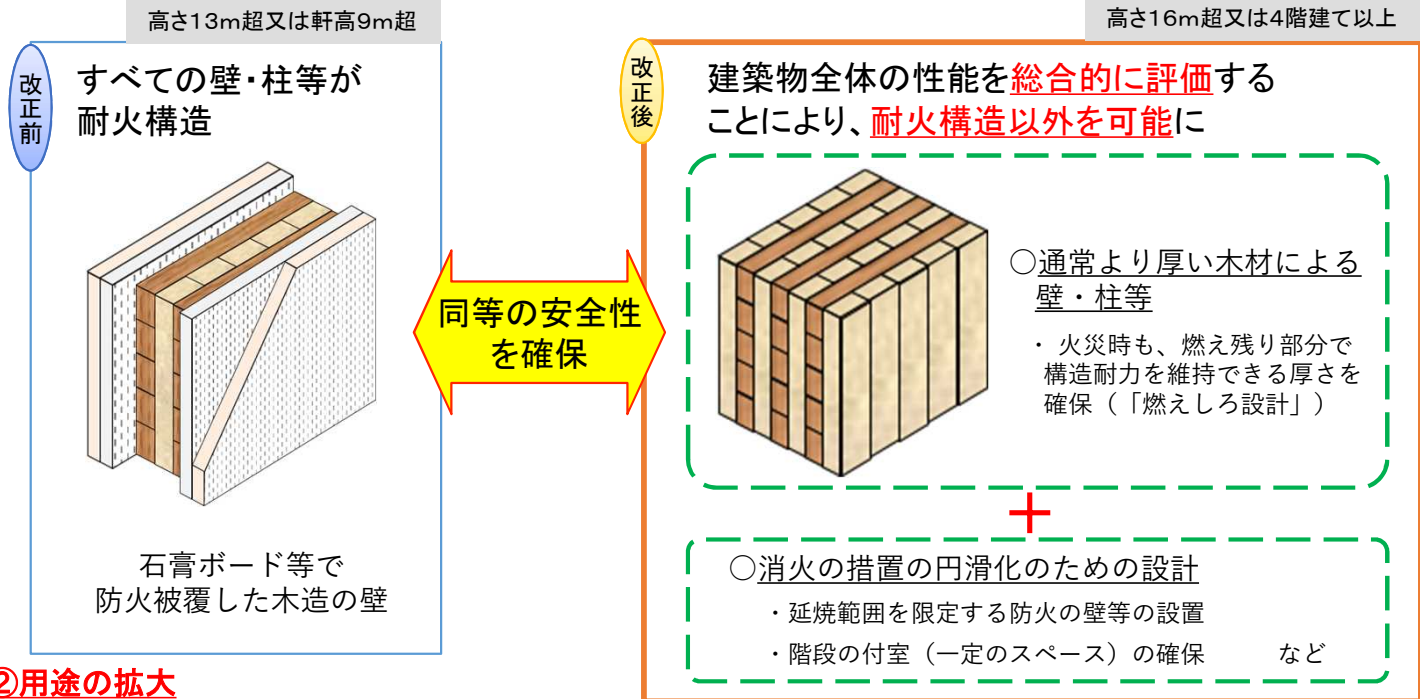 高さ13m超又は軒高9m超
改正前
すべての壁・柱等が
耐火構造
石膏ボード等で
防火被覆した木造の壁
同等の安全性
を確保
高さ16m超又は4階建て以上
改正後
建築物全体の性能を総合的に評価する
ことにより、耐火構造以外を可能に
○通常より厚い木材による
壁・柱等
・ 火災時も、燃え残り部分で
構造耐力を維持できる厚さを
確保（「燃えしろ設計」）
＋
○消火の措置の円滑化のための設計
・延焼範囲を限定する防火の壁等の設置
・階段の付室（一定のスペース）の確保　　など
②用途の拡大